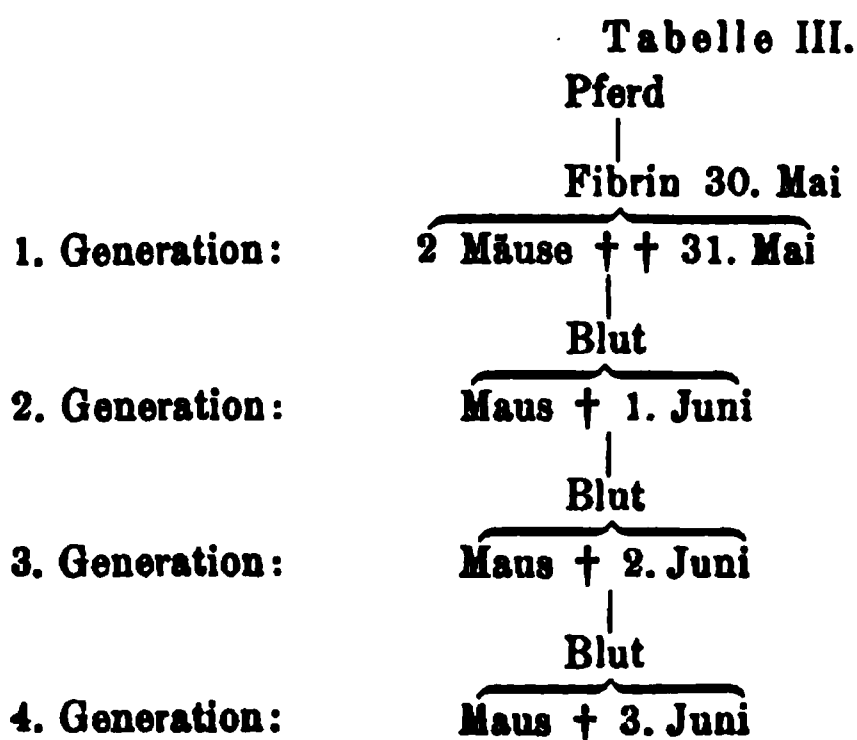 Tabelle III.
Pferd
Fibrin 30. Mai
1. Generation: 2 Mäuse † † 31. Mai
Blut
2. Generation: Maus † 1. Juni
Blut
3. Generation: Maus † 2. Juni
Blut
4. Generation: Maus † 3. Juni